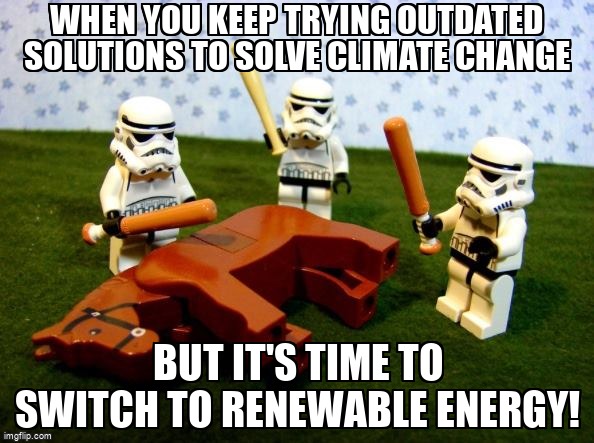 WHEN YOU KEEP TRYING OUTDATED
SOLUTIONS TO SOLVE CLIMATE CHANGE
BUT IT'S TIME TO
SWITCH TO RENEWABLE ENERGY!
imgflip.com